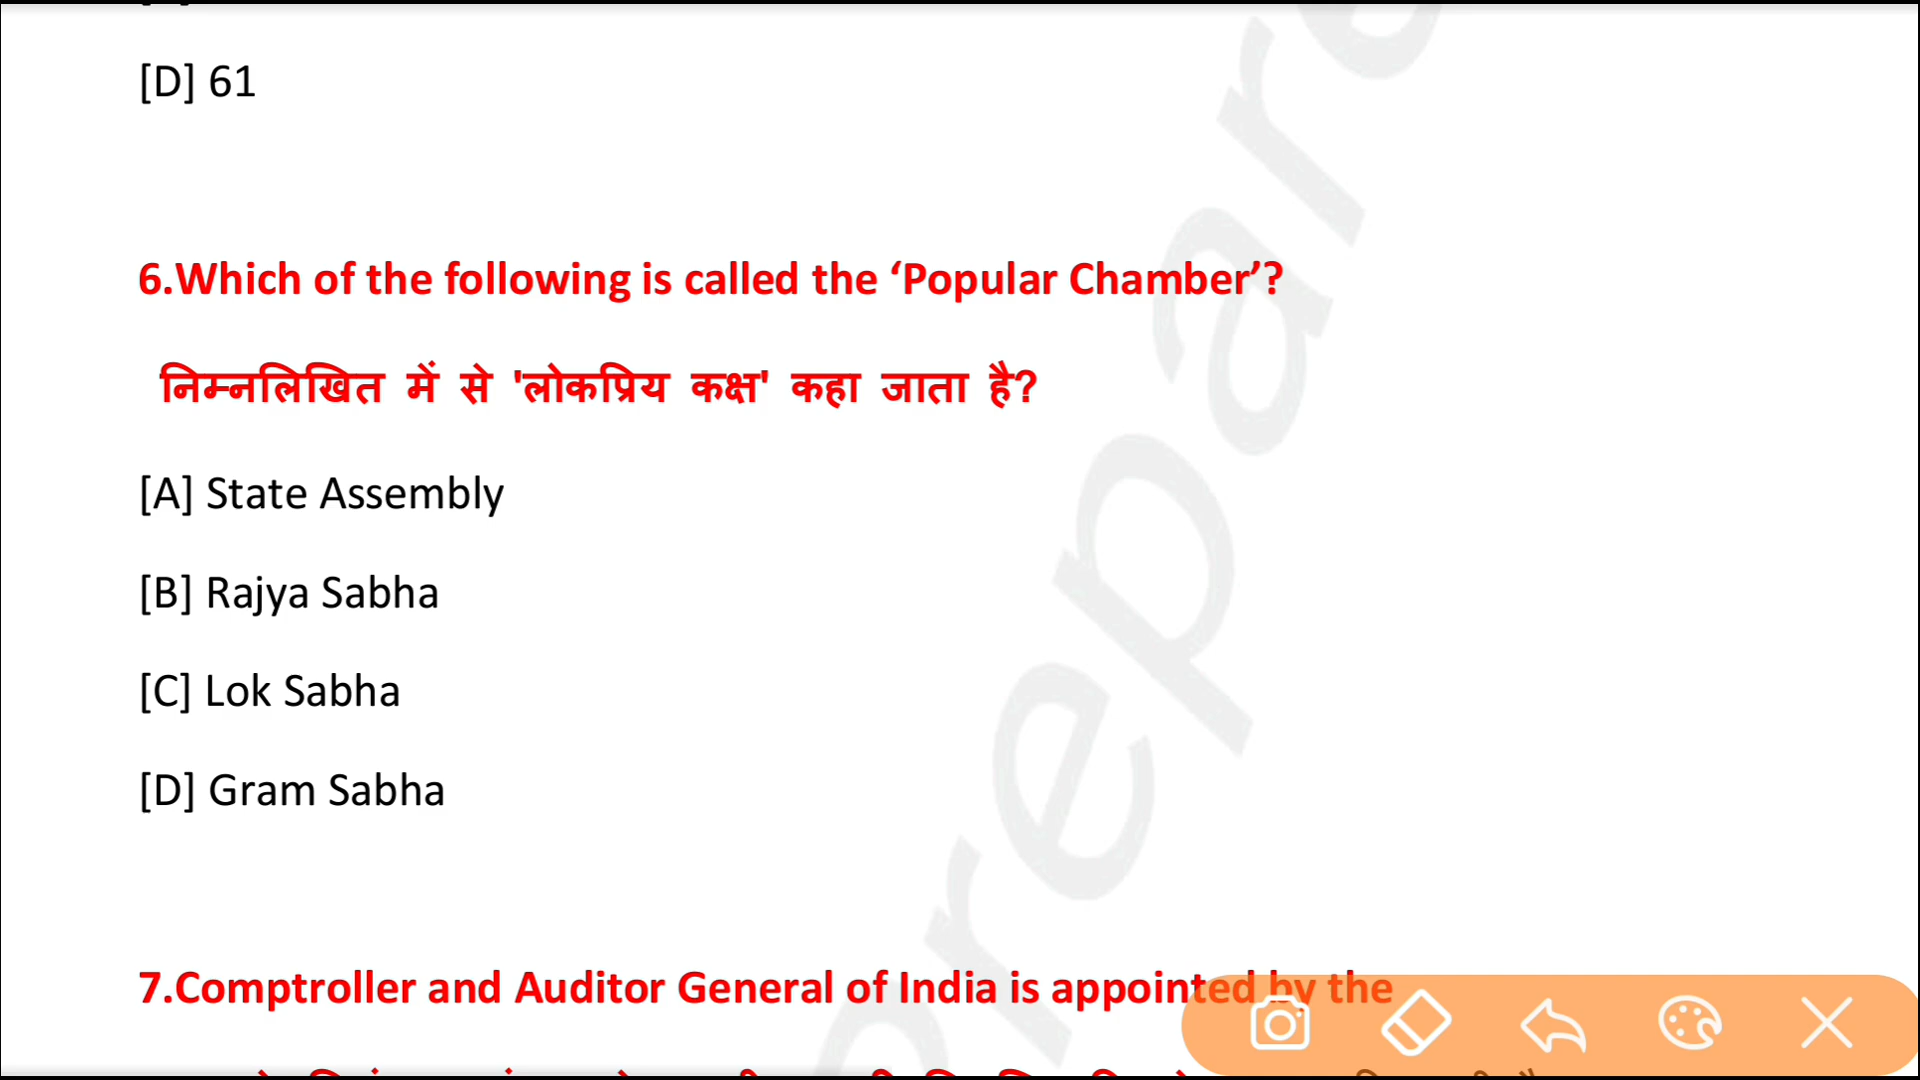 [D] 61
6.Which of the following is called the ‘Popular Chamber’?
निम्नलिखित में से 'लोकप्रिय कक्ष' कहा जाता है?
[A] State Assembly
[B] Rajya Sabha
[C] Lok Sabha
[D] Gram Sabha
7.Comptroller and Auditor General of India is appointed by the
prepare